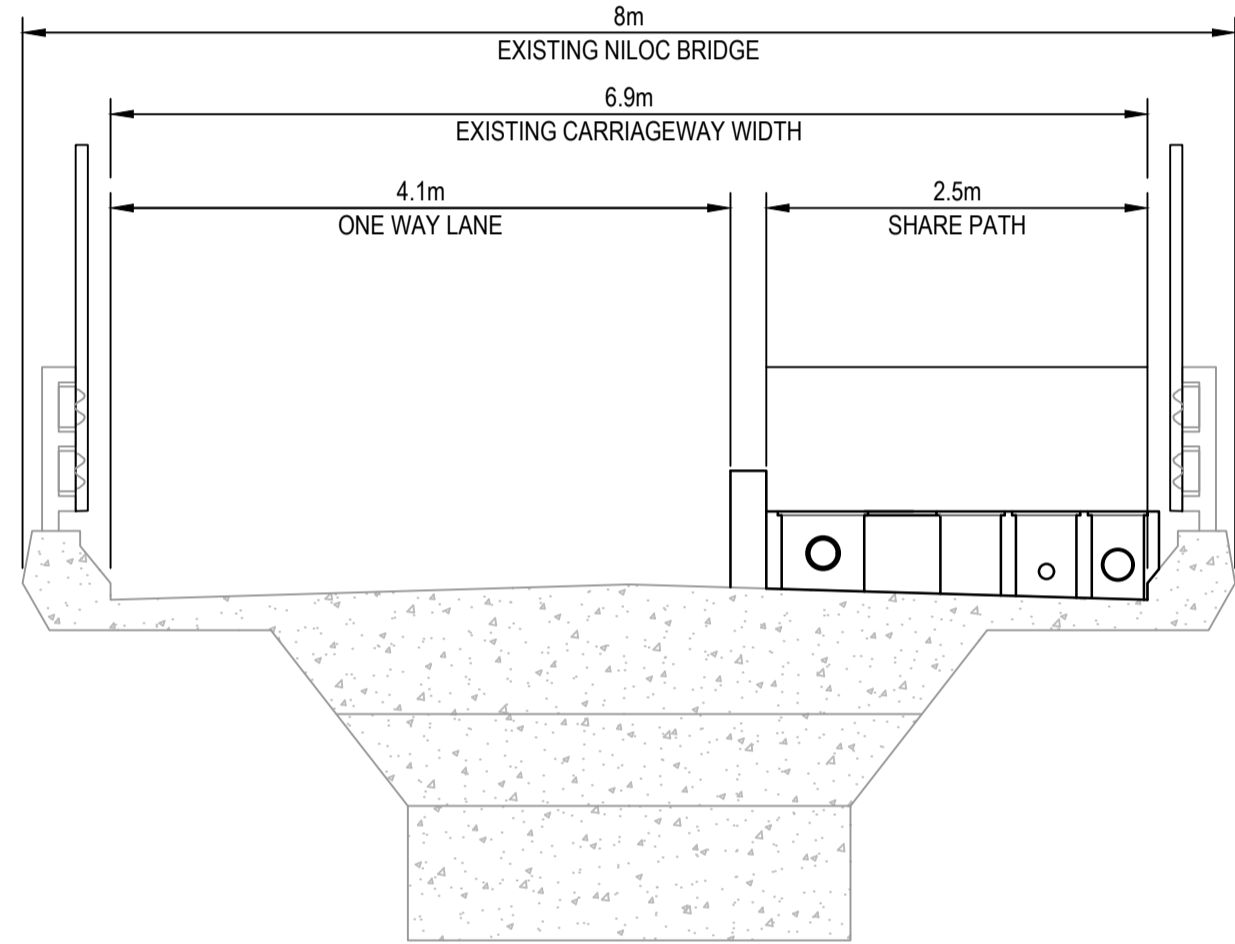 8m
EXISTING NILOC BRIDGE
6.9m
EXISTING CARRIAGEWAY WIDTH
4.1m
ONE WAY LANE
2.5m
SHARE PATH